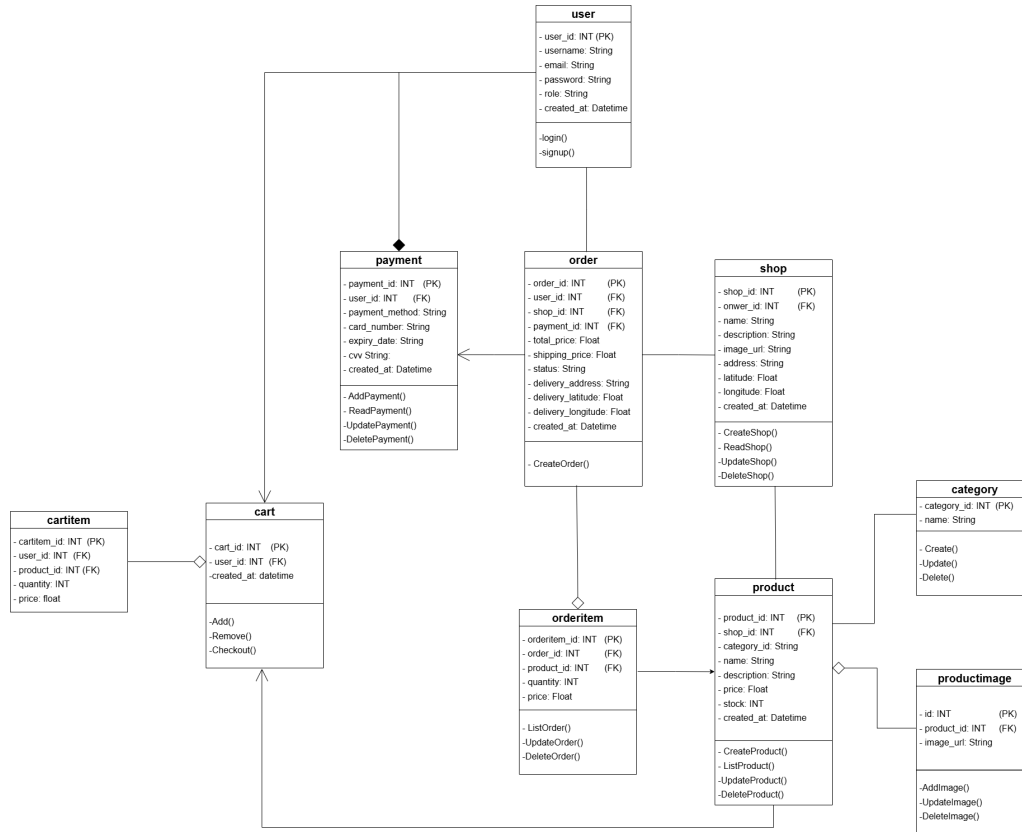 user
- user_id: INT (PK)
- username: String
- email: String
- password: String
- role: String
- created_at: Datetime
-login()
-signup()
payment
- payment_id: INT (PK)
- user_id: INT (FK)
- payment_method: String
- card_number: String
- expiry_date: String
- cvv String:
- created_at: Datetime
- AddPayment()
- ReadPayment()
-UpdatePayment()
-DeletePayment()
order
- order_id: INT (PK)
- user_id: INT (FK)
- shop_id: INT (FK)
- payment_id: INT (FK)
- total_price: Float
- shipping_price: Float
- status: String
- delivery_address: String
- delivery_latitude: Float
- delivery_longitude: Float
- created_at: Datetime
- CreateOrder()
shop
- shop_id: INT (PK)
- onwer_id: INT (FK)
- name: String
- description: String
- image_url: String
- address: String
- latitude: Float
- longitude: Float
- created_at: Datetime
- CreateShop()
- ReadShop()
-UpdateShop()
-DeleteShop()
category
- category_id: INT (PK)
- name: String
- Create()
-Update()
-Delete()
cartitem
- cartitem_id: INT (PK)
- user_id: INT (FK)
- product_id: INT (FK)
- quantity: INT
- price: float
cart
- cart_id: INT (PK)
- user_id: INT (FK)
-created_at: datetime
-Add()
-Remove()
-Checkout()
orderitem
- orderitem_id: INT (PK)
- order_id: INT (FK)
- product_id: INT (FK)
- quantity: INT
- price: Float
- ListOrder()
-UpdateOrder()
-DeleteOrder()
product
- product_id: INT (PK)
- shop_id: INT (FK)
- category_id: String
- name: String
- description: String
- price: Float
- stock: INT
- created_at: Datetime
- CreateProduct()
- ListProduct()
-UpdateProduct()
-DeleteProduct()
productimage
- id: INT (PK)
- product_id: INT (FK)
- image_url: String
-AddImage()
-UpdateImage()
-DeleteImage()